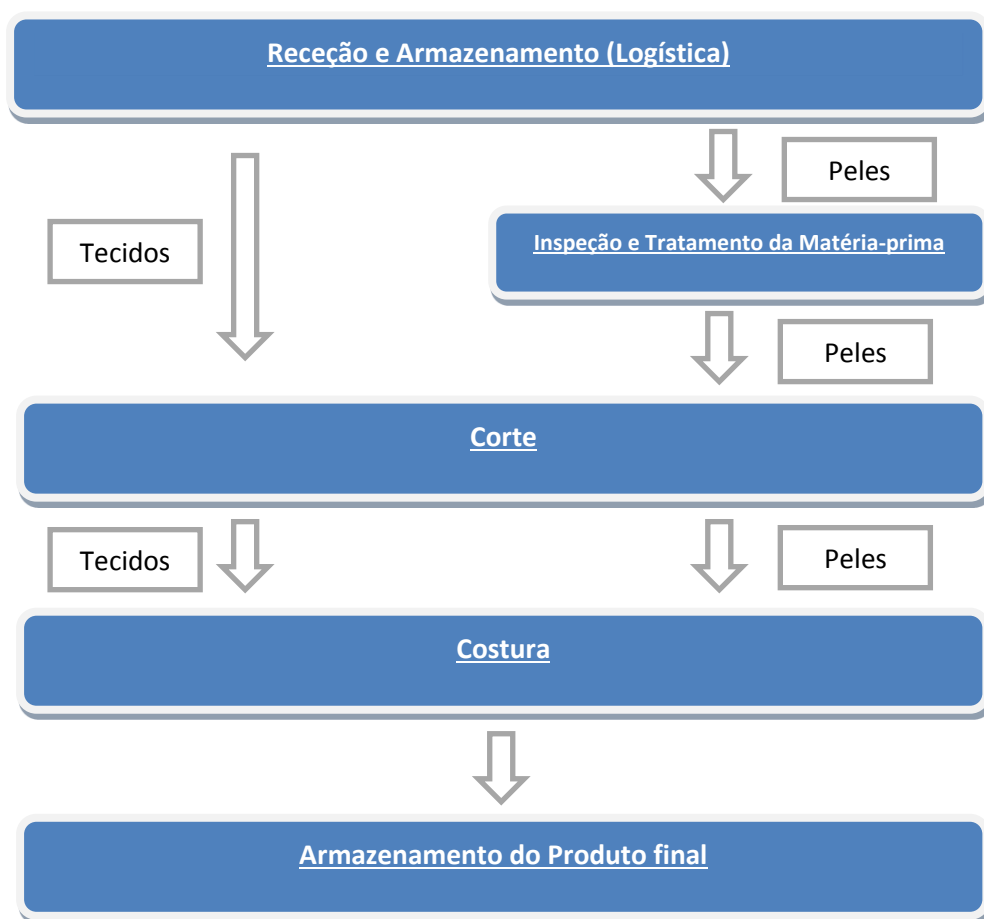 Receção e Armazenamento (Logística)
Peles
Tecidos
Inspeção e Tratamento da Matéria-prima
Peles
Corte
Tecidos
Peles
Costura
Armazenamento do Produto final